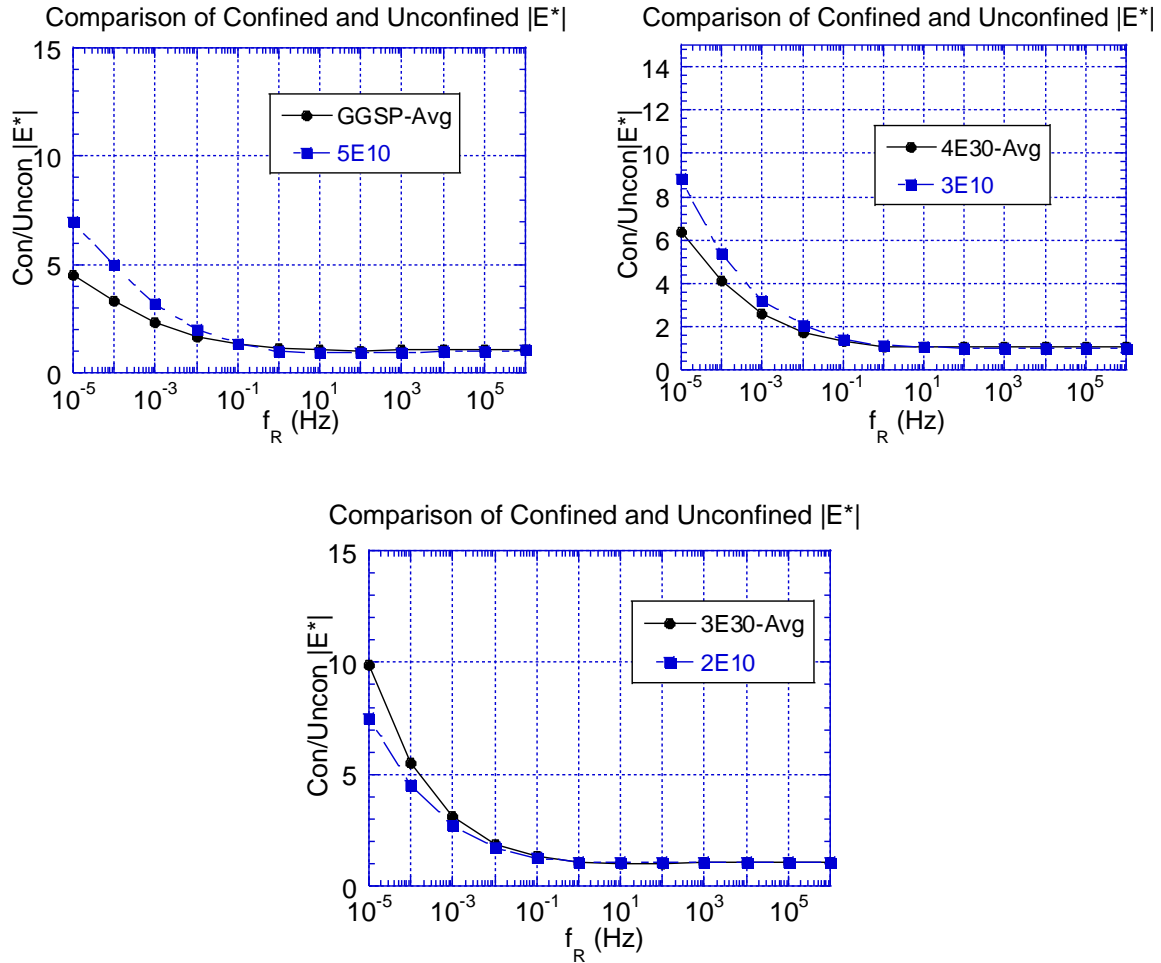 Comparison of Confined and Unconfined |E*|
15
10
5
0
Con/Uncon |E*|
GGSP-Avg
5E10
10^-5 10^-3 10^-1 10^1 10^3 10^5
f_R (Hz)
Comparison of Confined and Unconfined |E*|
14
12
10
8
6
4
2
0
Con/Uncon|E*|
4E30-Avg
3E10
10^-5 10^-3 10^-1 10^1 10^3 10^5
f_R (Hz)
Comparison of Confined and Unconfined |E*|
15
10
5
0
Con/Uncon |E*|
3E30-Avg
2E10
10^-5 10^-3 10^-1 10^1 10^3 10^5
f_R (Hz)